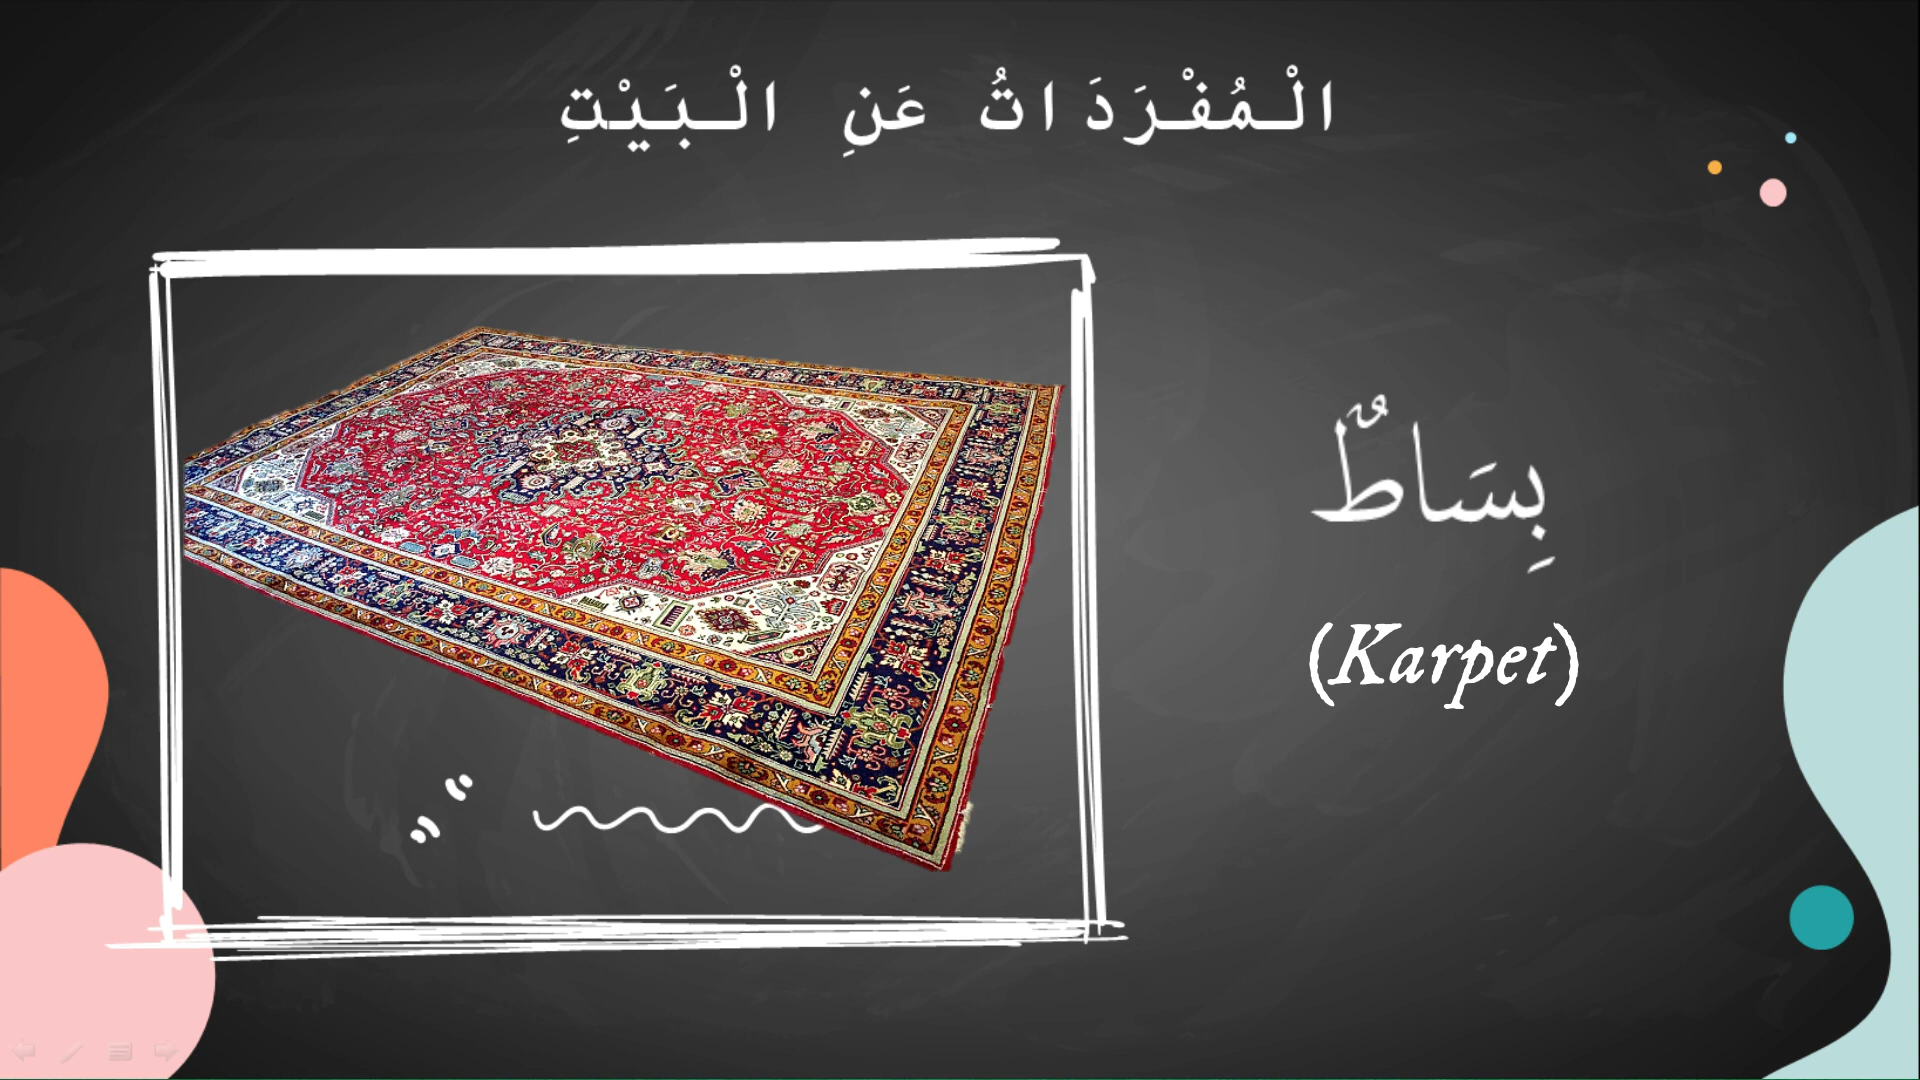 الْمُفْرَدَاتُ عَنِ الْبَيْتِ
بِسَاطٌ
(Karpet)